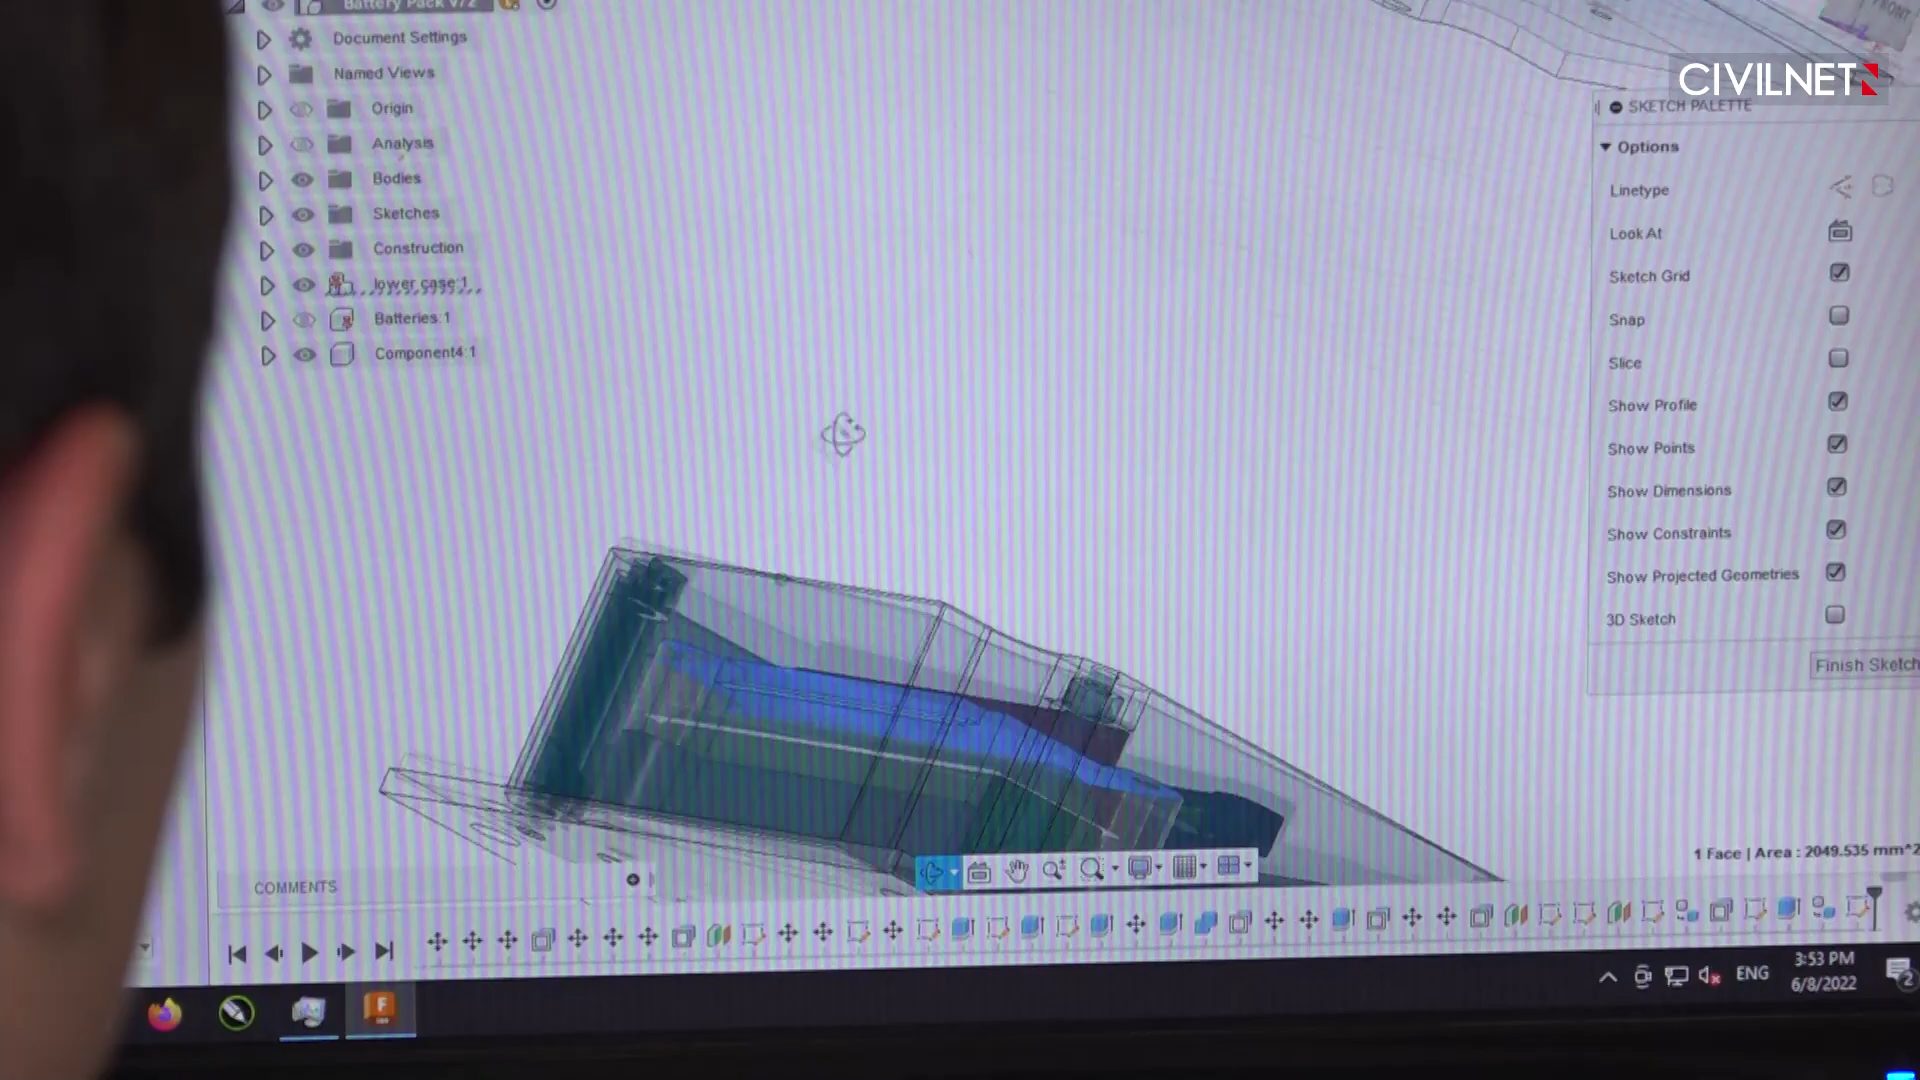 Battery Pack v72
Document Settings
Named Views
Origin
Analysis
Bodies
Sketches
Construction
lower case:1
Batteries:1
Component4:1
FRONT
CIVILNET
SKETCH PALETTE
Options
Linetype
Look At
Sketch Grid
Snap
Slice
Show Profile
Show Points
Show Dimensions
Show Constraints
Show Projected Geometries
3D Sketch
Finish Sketch
1 Face | Area : 2049.535 mm^2
COMMENTS
F
ENG
3:53 PM
6/8/2022
2